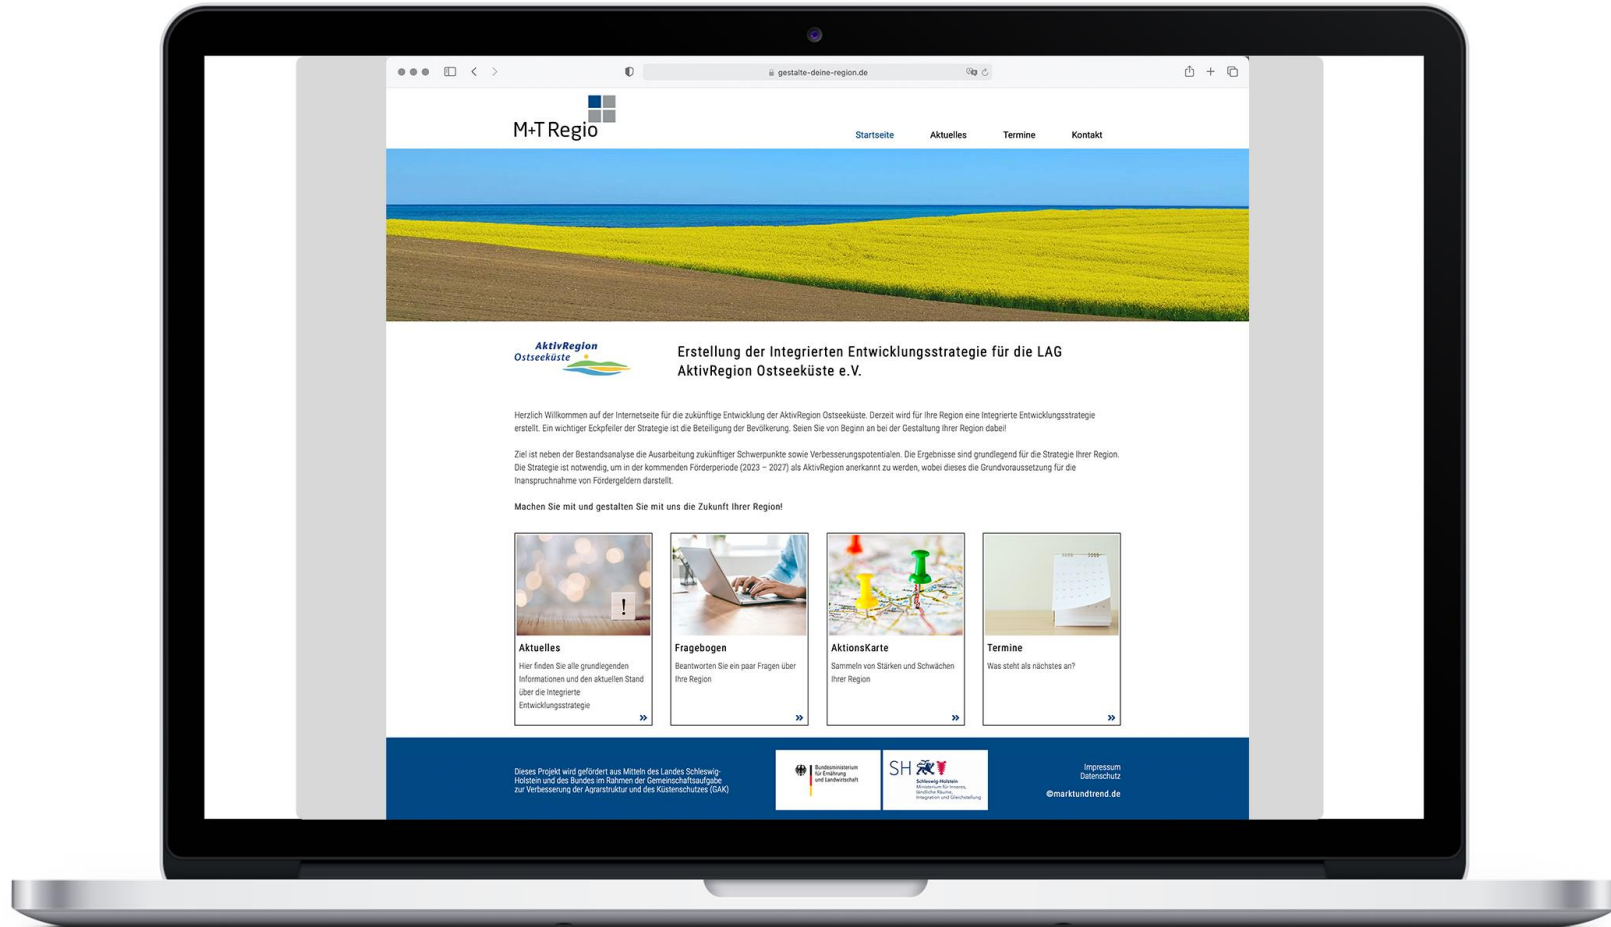 gestalte-deine-region.de
M+T Regio
Startseite Aktuelles Termine Kontakt
AktivRegion
Ostseeküste
Erstellung der Integrierten Entwicklungsstrategie für die LAG
AktivRegion Ostseeküste e.V.
Herzlich Willkommen auf der Internetseite für die zukünftige Entwicklung der AktivRegion Ostseeküste. Derzeit wird für Ihre Region eine Integrierte Entwicklungsstrategie
erstellt. Ein wichtiger Eckpfeiler der Strategie ist die Beteiligung der Bevölkerung. Seien Sie von Beginn an bei der Gestaltung Ihrer Region dabei!
Ziel ist neben der Bestandsanalyse die Ausarbeitung zukünftiger Schwerpunkte sowie Verbesserungspotentialen. Die Ergebnisse sind grundlegend für die Strategie Ihrer Region.
Die Strategie ist notwendig, um in der kommenden Förderperiode (2023 – 2027) als AktivRegion anerkannt zu werden, wobei dieses die Grundvoraussetzung für die
Inanspruchnahme von Fördergeldern darstellt.
Machen Sie mit und gestalten Sie mit uns die Zukunft Ihrer Region!
!
Aktuelles
Hier finden Sie alle grundlegenden
Informationen und den aktuellen Stand
über die Integrierte
Entwicklungsstrategie
»
Fragebogen
Beantworten Sie ein paar Fragen über
Ihre Region
»
AktionsKarte
Sammeln von Stärken und Schwächen
Ihrer Region
»
Termine
Was steht als nächstes an?
»
Dieses Projekt wird gefördert aus Mitteln des Landes Schleswig-
Holstein und des Bundes im Rahmen der Gemeinschaftsaufgabe
zur Verbesserung der Agrarstruktur und des Küstenschutzes (GAK)
Bundesministerium
für Ernährung
und Landwirtschaft
SH
Schleswig-Holstein
Ministerium für Inneres,
ländliche Räume,
Integration und Gleichstellung
Impressum
Datenschutz
©marktundtrend.de